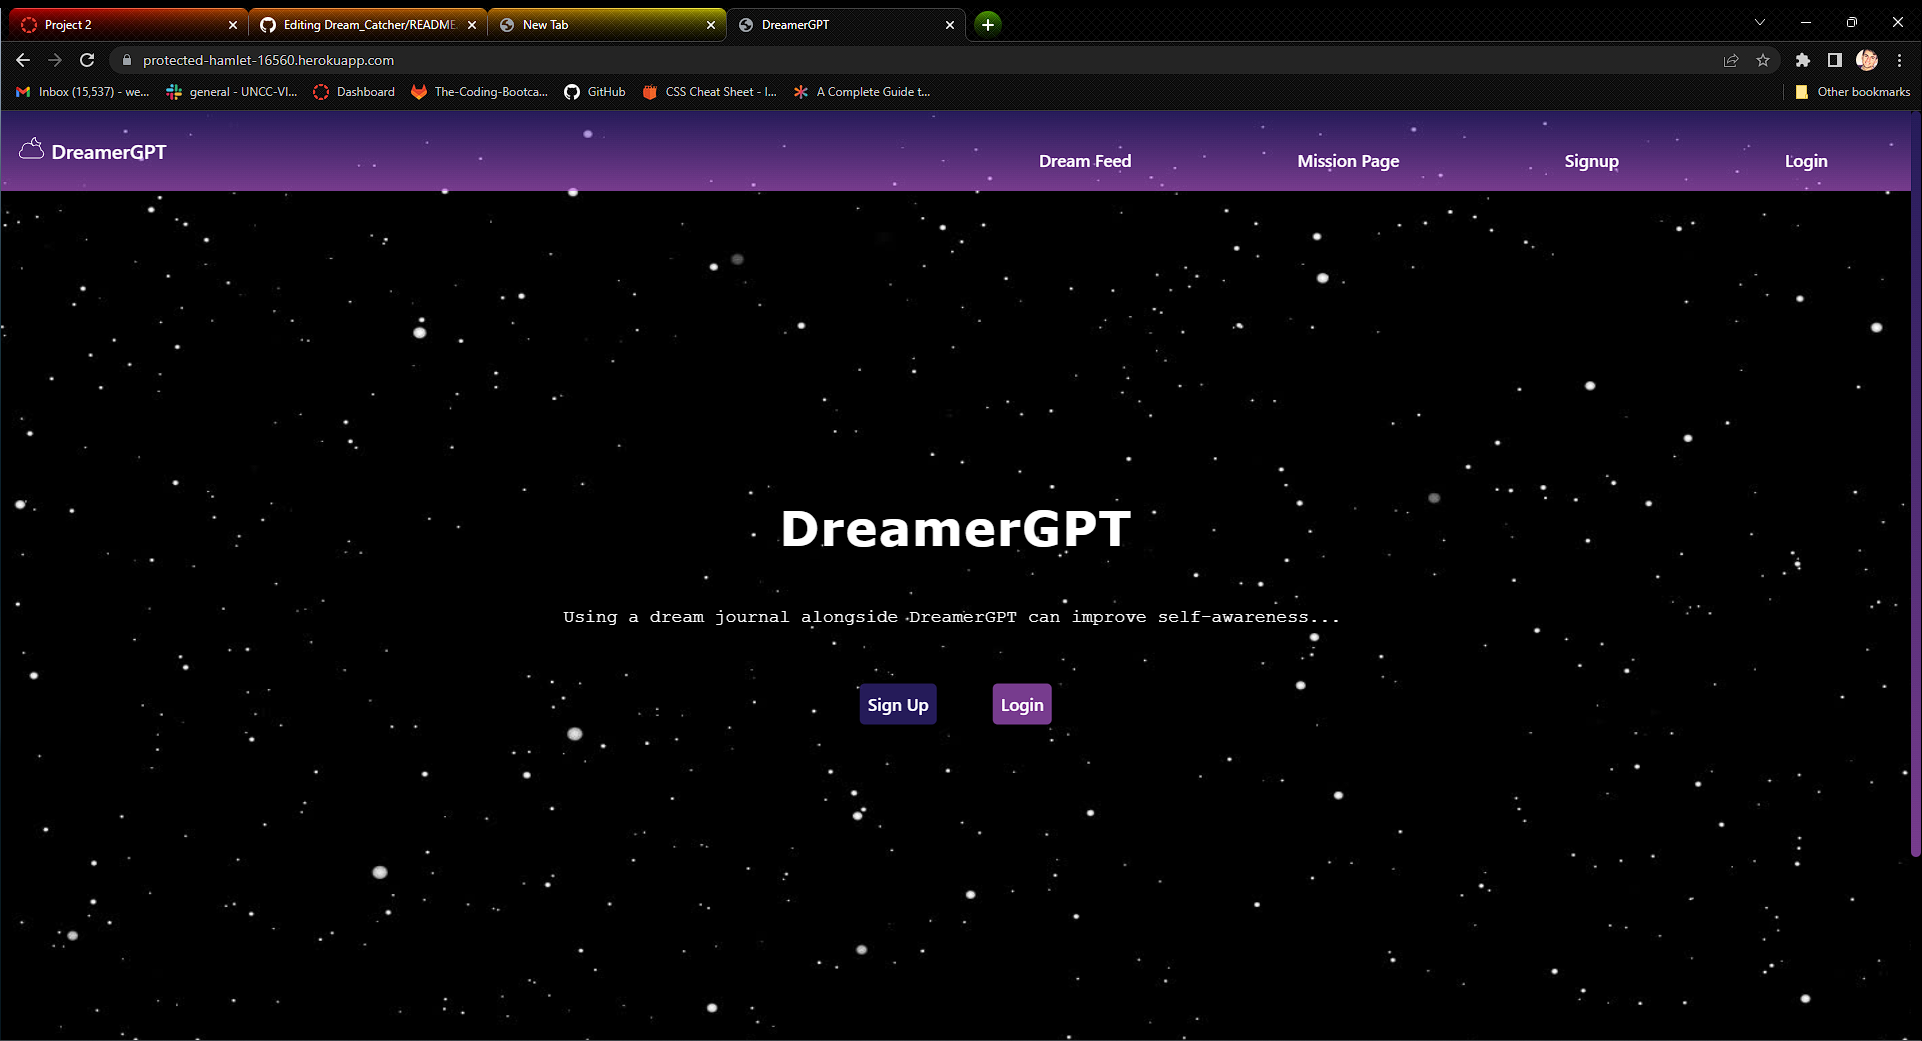 Project 2
Editing Dream_Catcher/README.
New Tab
DreamerGPT
protected-hamlet-16560.herokuapp.com
Inbox (15,537) - we...
general - UNCC-VI...
Dashboard
The-Coding-Bootca...
GitHub
CSS Cheat Sheet - I...
A Complete Guide t...
Other bookmarks
DreamerGPT
Dream Feed
Mission Page
Signup
Login
DreamerGPT
Using a dream journal alongside DreamerGPT can improve self-awareness...
Sign Up
Login